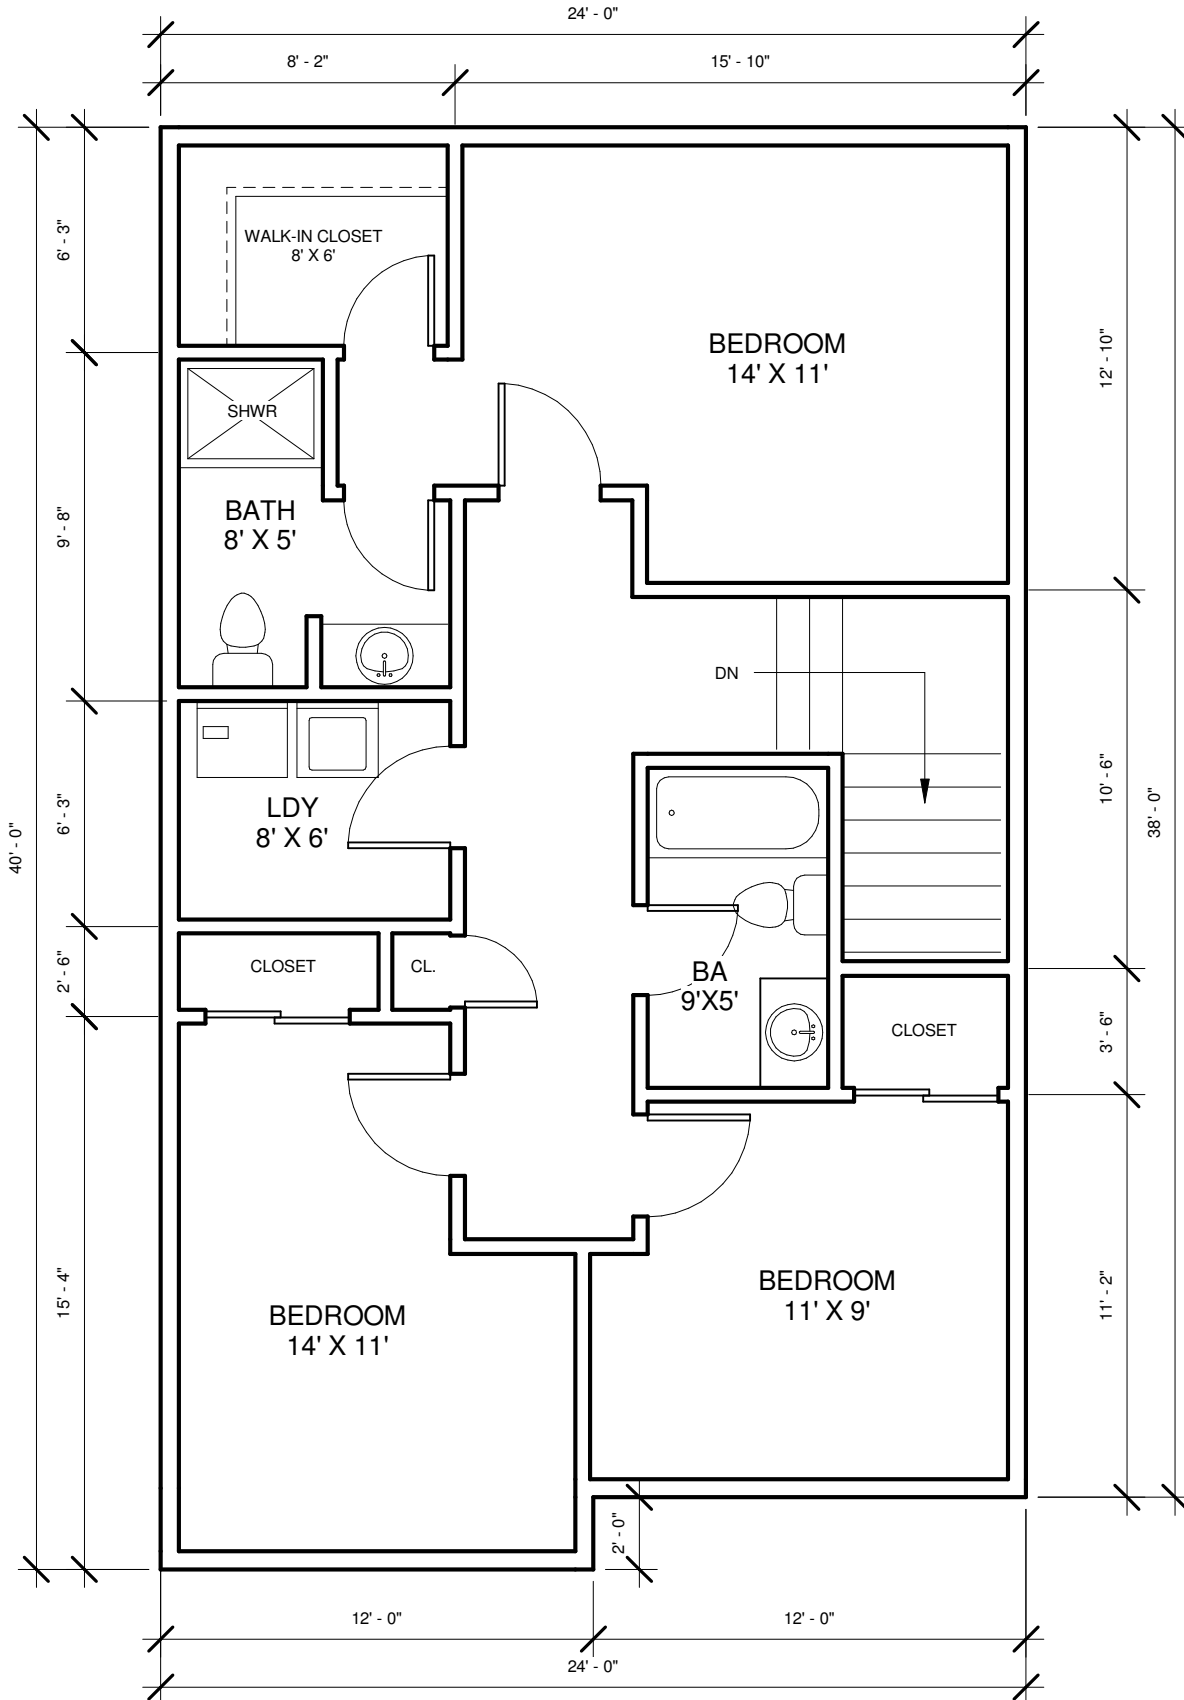 24' - 0"
8' - 2"
15' - 10"
6' - 3"
WALK-IN CLOSET
8' X 6'
BEDROOM
14' X 11'
12' - 10"
SHWR
BATH
8' X 5'
9' - 8"
DN
LDY
8' X 6'
6' - 3"
40' - 0"
10' - 6"
38' - 0"
CLOSET
CL.
2' - 6"
BA
9'X5'
CLOSET
3' - 6"
BEDROOM
11' X 9'
11' - 2"
BEDROOM
14' X 11'
15' - 4"
2' - 0"
12' - 0"
12' - 0"
24' - 0"